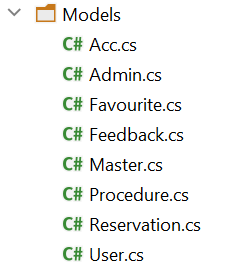 Models
C# Acc.cs
C# Admin.cs
C# Favourite.cs
C# Feedback.cs
C# Master.cs
C# Procedure.cs
C# Reservation.cs
C# User.cs